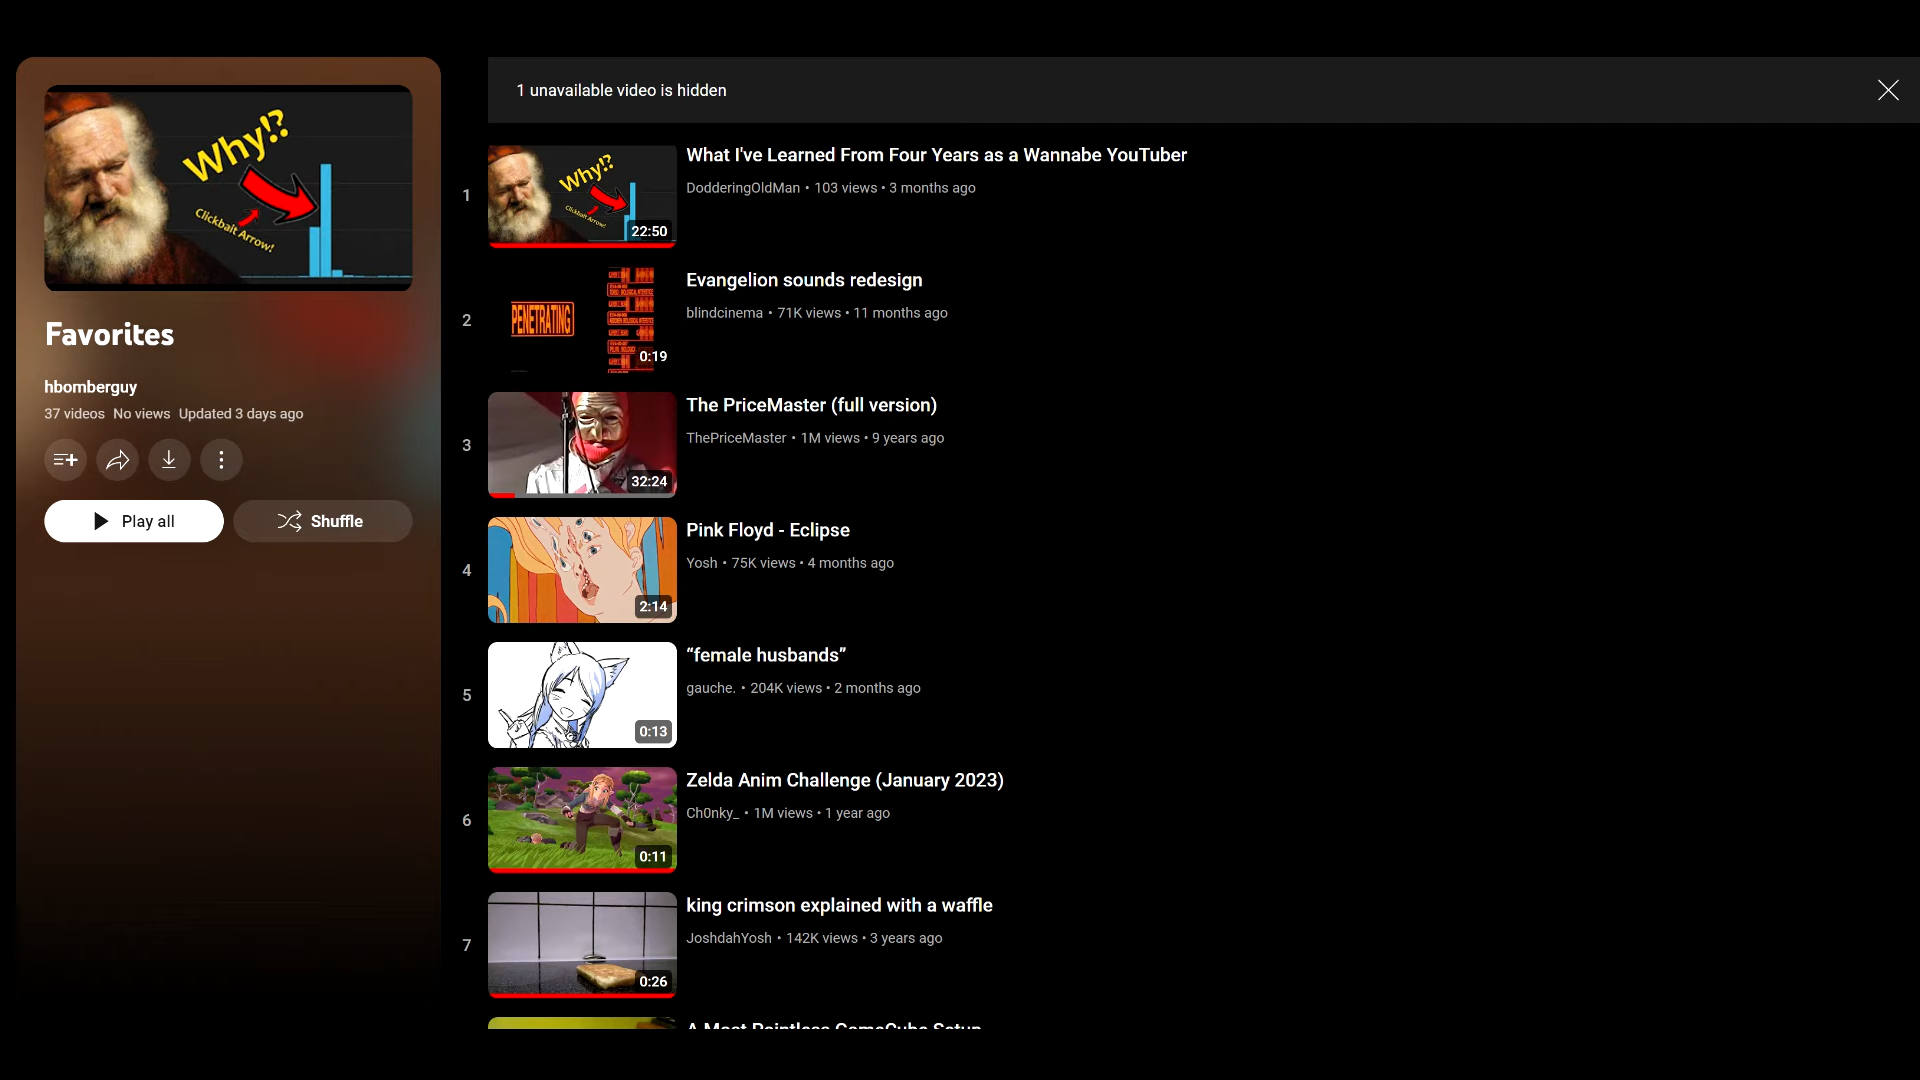 Why!?
Clickbait Arrow!
Favorites
hbomberguy
37 videos No views Updated 3 days ago
Play all
Shuffle
1 unavailable video is hidden
1
Why!?
Clickbait Arrow!
22:50
What I've Learned From Four Years as a Wannabe YouTuber
DodderingOldMan • 103 views • 3 months ago
2
PENETRATING
0:19
Evangelion sounds redesign
blindcinema • 71K views • 11 months ago
3
32:24
The PriceMaster (full version)
ThePriceMaster • 1M views • 9 years ago
4
2:14
Pink Floyd - Eclipse
Yosh • 75K views • 4 months ago
5
0:13
“female husbands”
gauche. • 204K views • 2 months ago
6
0:11
Zelda Anim Challenge (January 2023)
Ch0nky_ • 1M views • 1 year ago
7
0:26
king crimson explained with a waffle
JoshdahYosh • 142K views • 3 years ago
A Most Pointless GameCube Setup